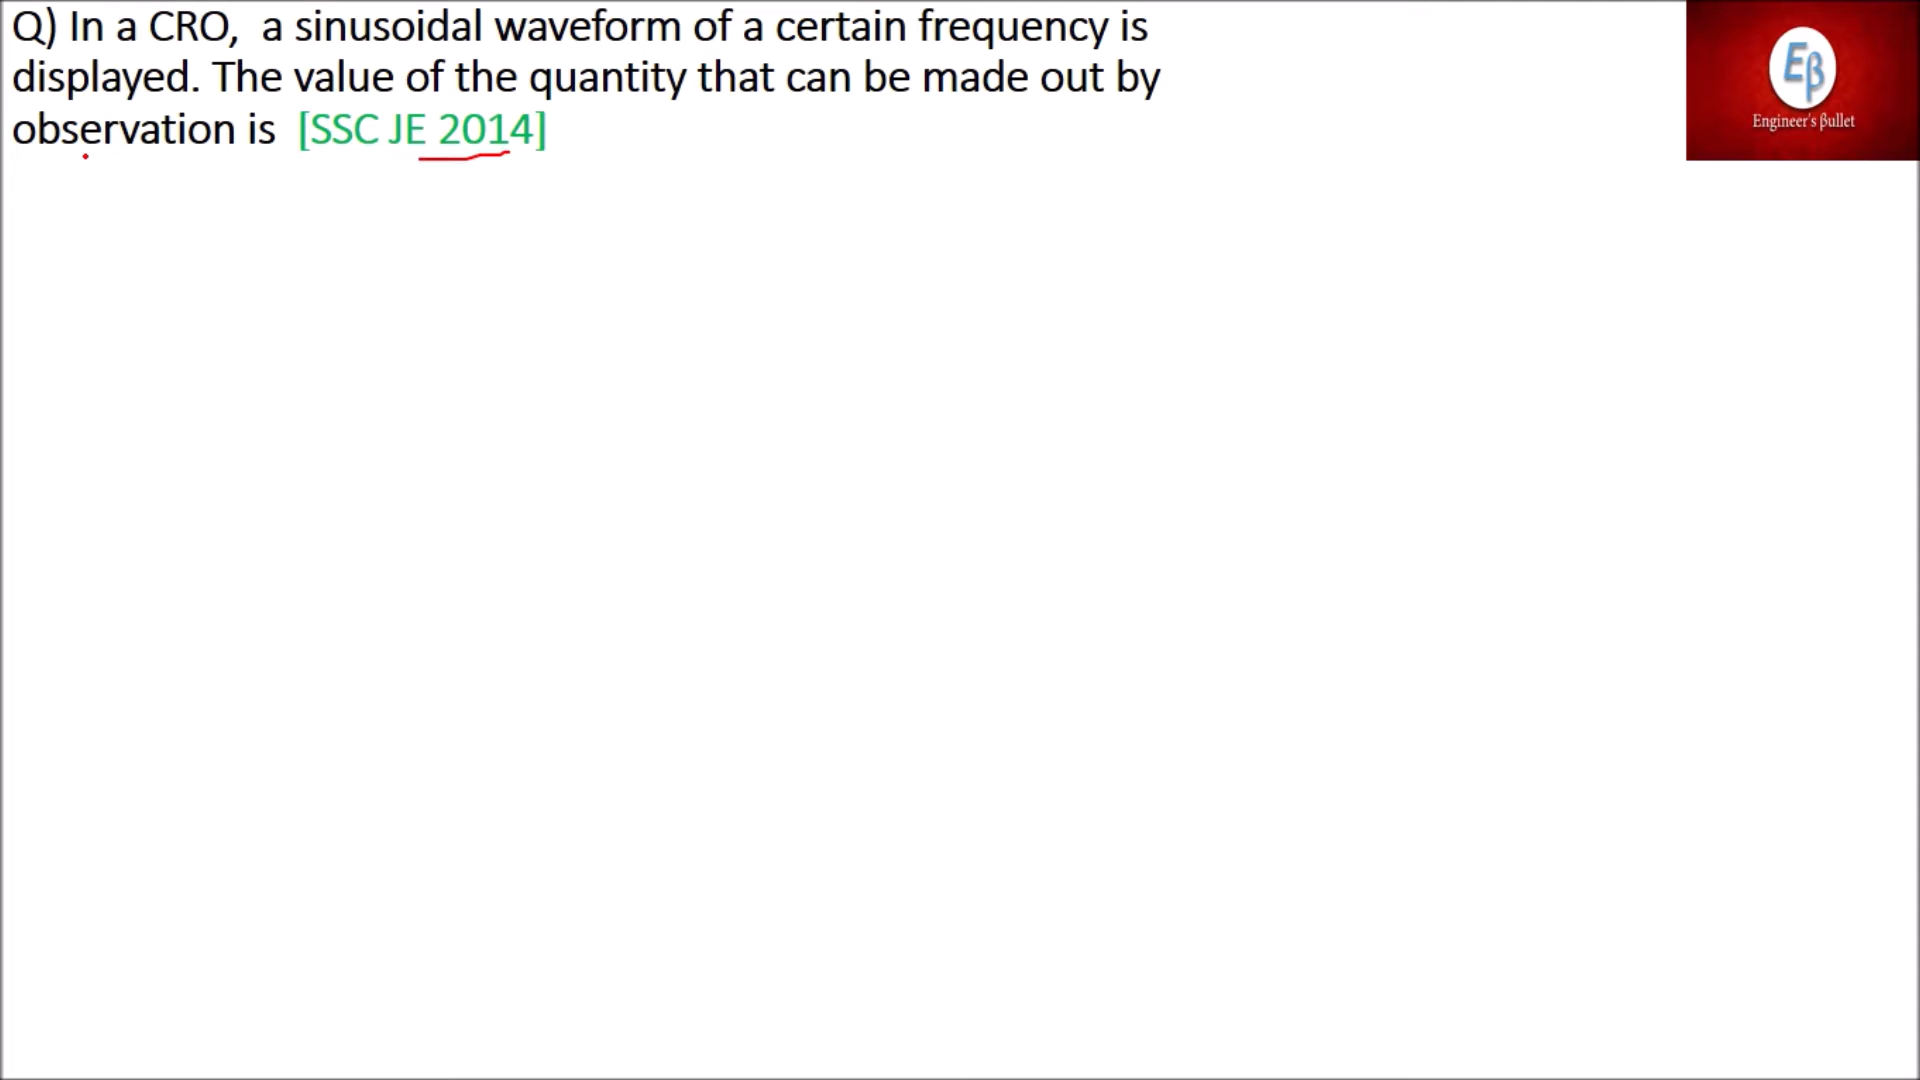 Q) In a CRO,  a sinusoidal waveform of a certain frequency is
displayed. The value of the quantity that can be made out by
observation is  [SSC JE 2014]
Eβ
Engineer's βullet